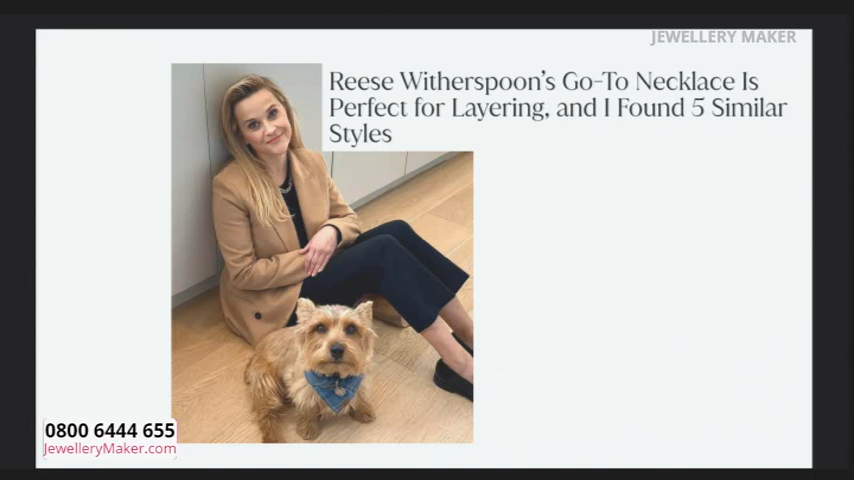 JEWELLERY MAKER
Reese Witherspoon's Go-To Necklace Is
Perfect for Layering, and I Found 5 Similar
Styles
0800 6444 655
JewelleryMaker.com